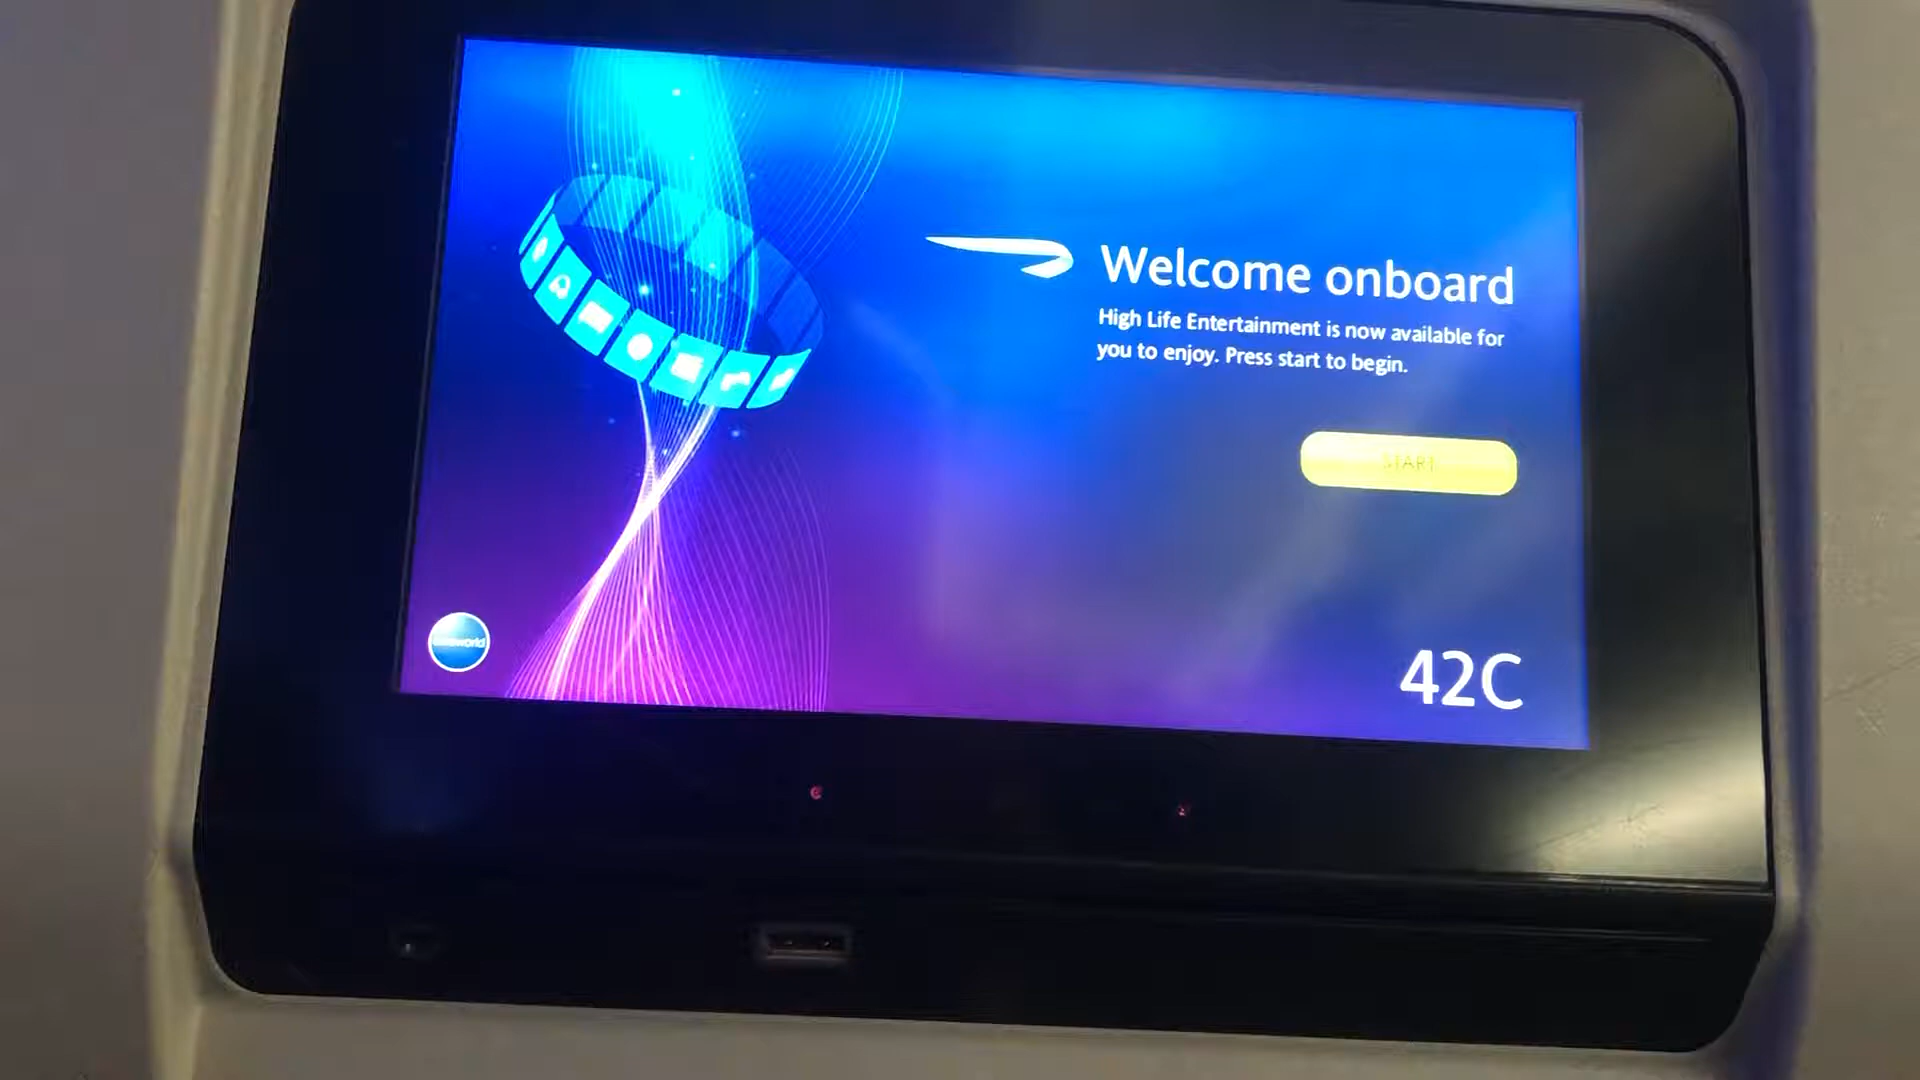 Welcome onboard
High Life Entertainment is now available for
you to enjoy. Press start to begin.
START
42C